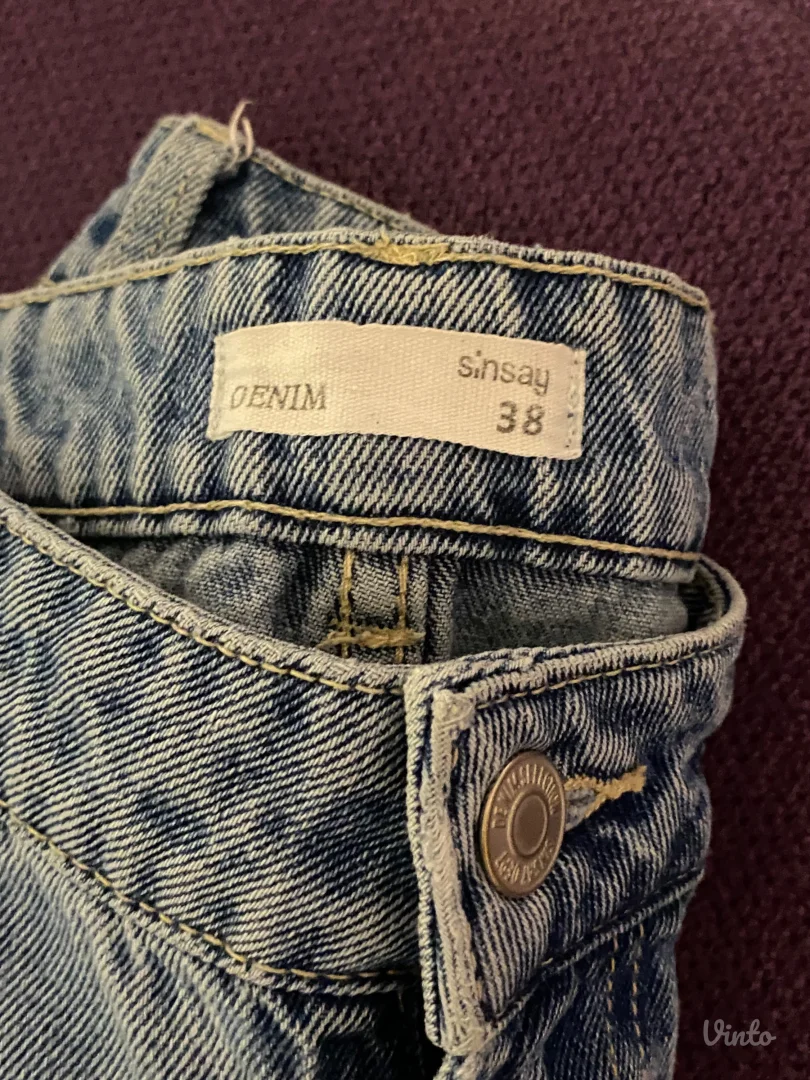 sinsay
DENIM
38
Vinto